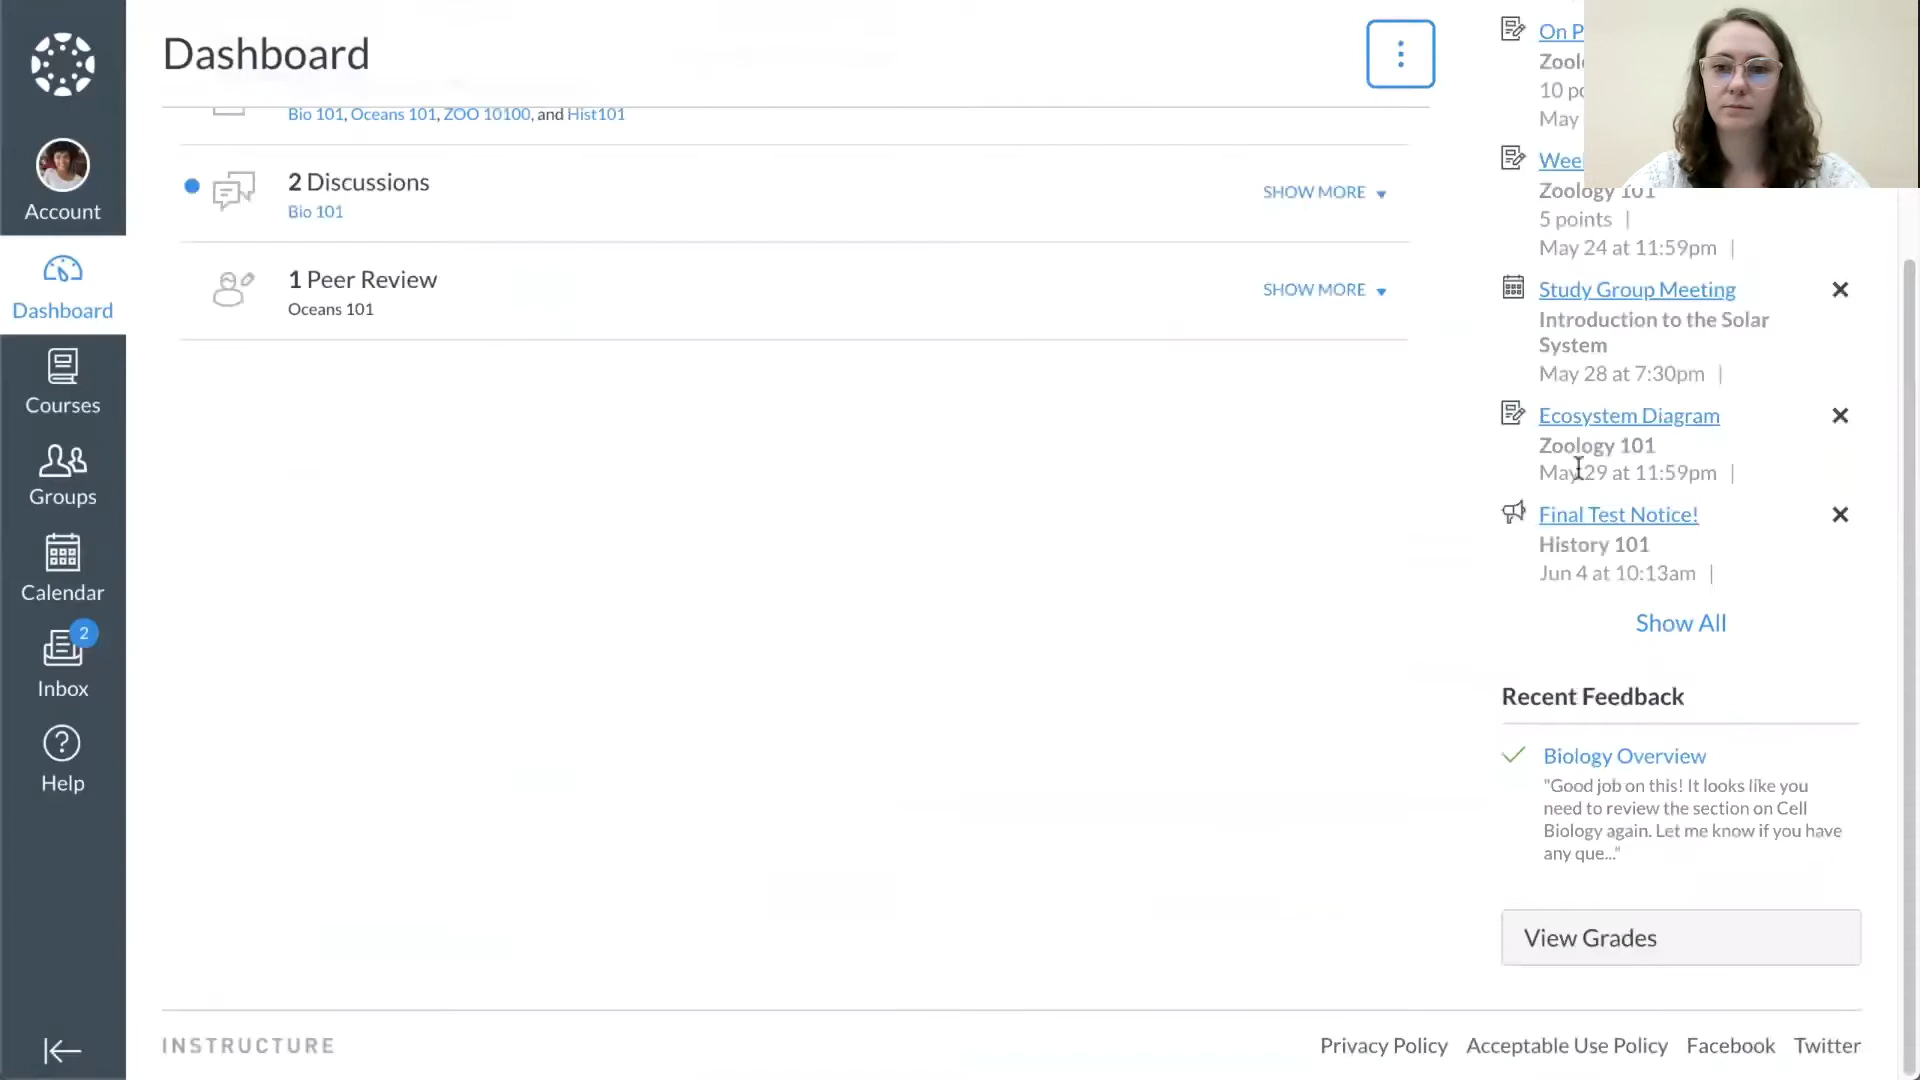 Account
Dashboard
Courses
Groups
Calendar
2
Inbox
Help
Dashboard
Bio 101, Oceans 101, ZOO 10100, and Hist101
2 Discussions
Bio 101
SHOW MORE
1 Peer Review
Oceans 101
SHOW MORE
On
10
May
Zoology 101
5 points |
May 24 at 11:59pm |
Study Group Meeting
Introduction to the Solar
System
May 28 at 7:30pm |
Ecosystem Diagram
Zoology 101
May 29 at 11:59pm |
Final Test Notice!
History 101
Jun 4 at 10:13am |
Show All
Recent Feedback
Biology Overview
"Good job on this! It looks like you
need to review the section on Cell
Biology again. Let me know if you have
any que..."
View Grades
INSTRUCTURE
Privacy Policy Acceptable Use Policy Facebook Twitter